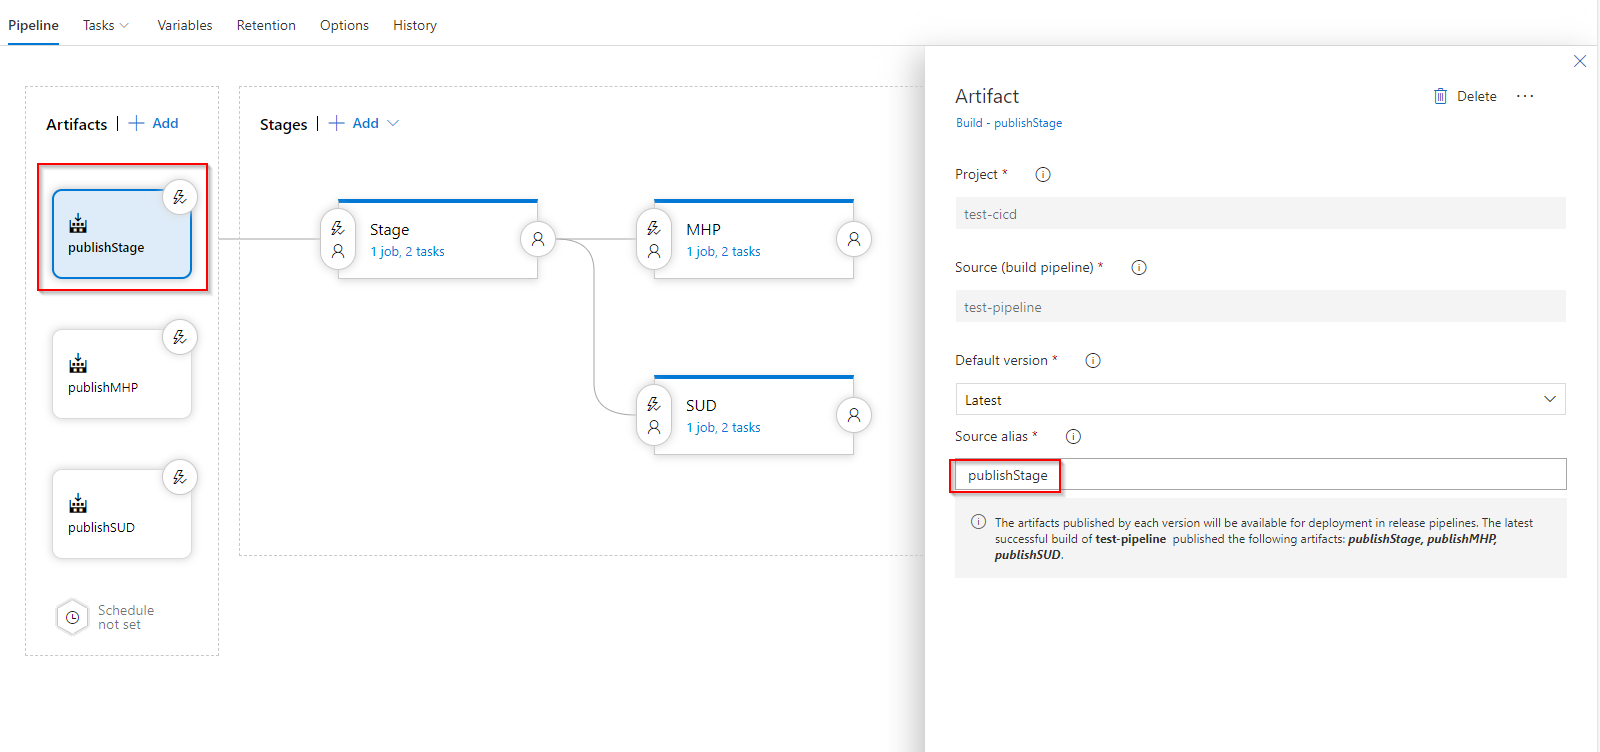 Pipeline Tasks Variables Retention Options History
Artifacts | + Add
publishStage
publishMHP
publishSUD
Schedule
not set
Stages | + Add
Stage
1 job, 2 tasks
MHP
1 job, 2 tasks
SUD
1 job, 2 tasks
Artifact
Delete ...
Build - publishStage
Project *
test-cicd
Source (build pipeline) *
test-pipeline
Default version *
Latest
Source alias *
publishStage
The artifacts published by each version will be available for deployment in release pipelines. The latest
successful build of test-pipeline published the following artifacts: publishStage, publishMHP,
publishSUD.